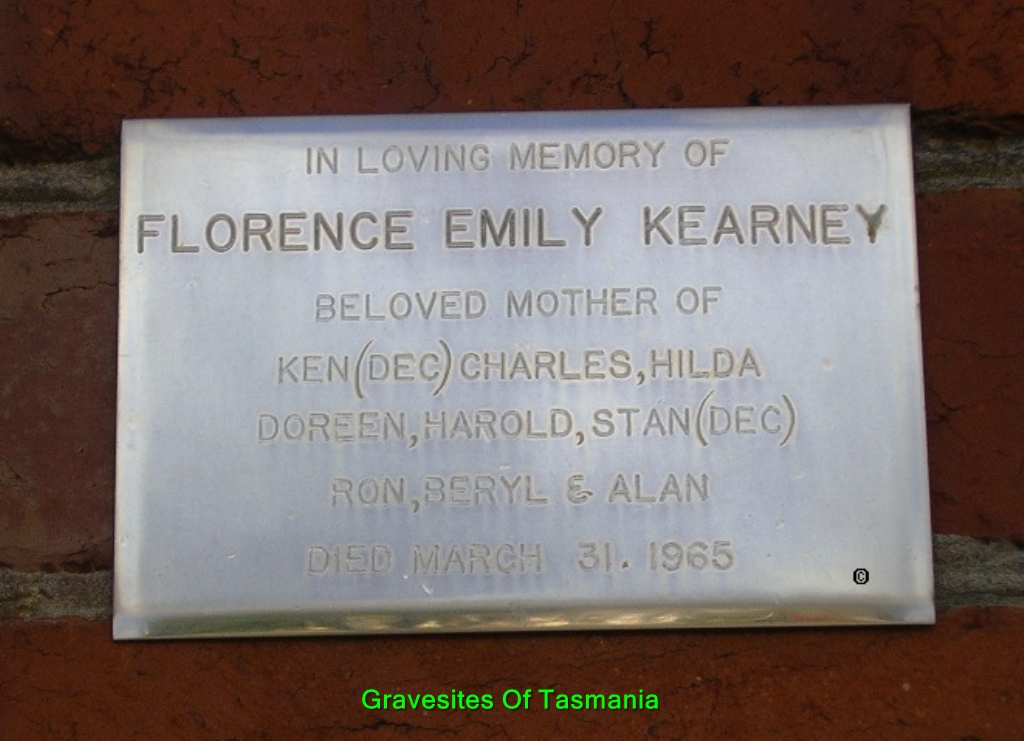 IN LOVING MEMORY OF
FLORENCE EMILY KEARNEY
BELOVED MOTHER OF
KEN(DEC) CHARLES, HILDA
DOREEN, HAROLD, STAN(DEC)
RON, BERYL & ALAN
DIED MARCH 31. 1965
©
Gravesites Of Tasmania